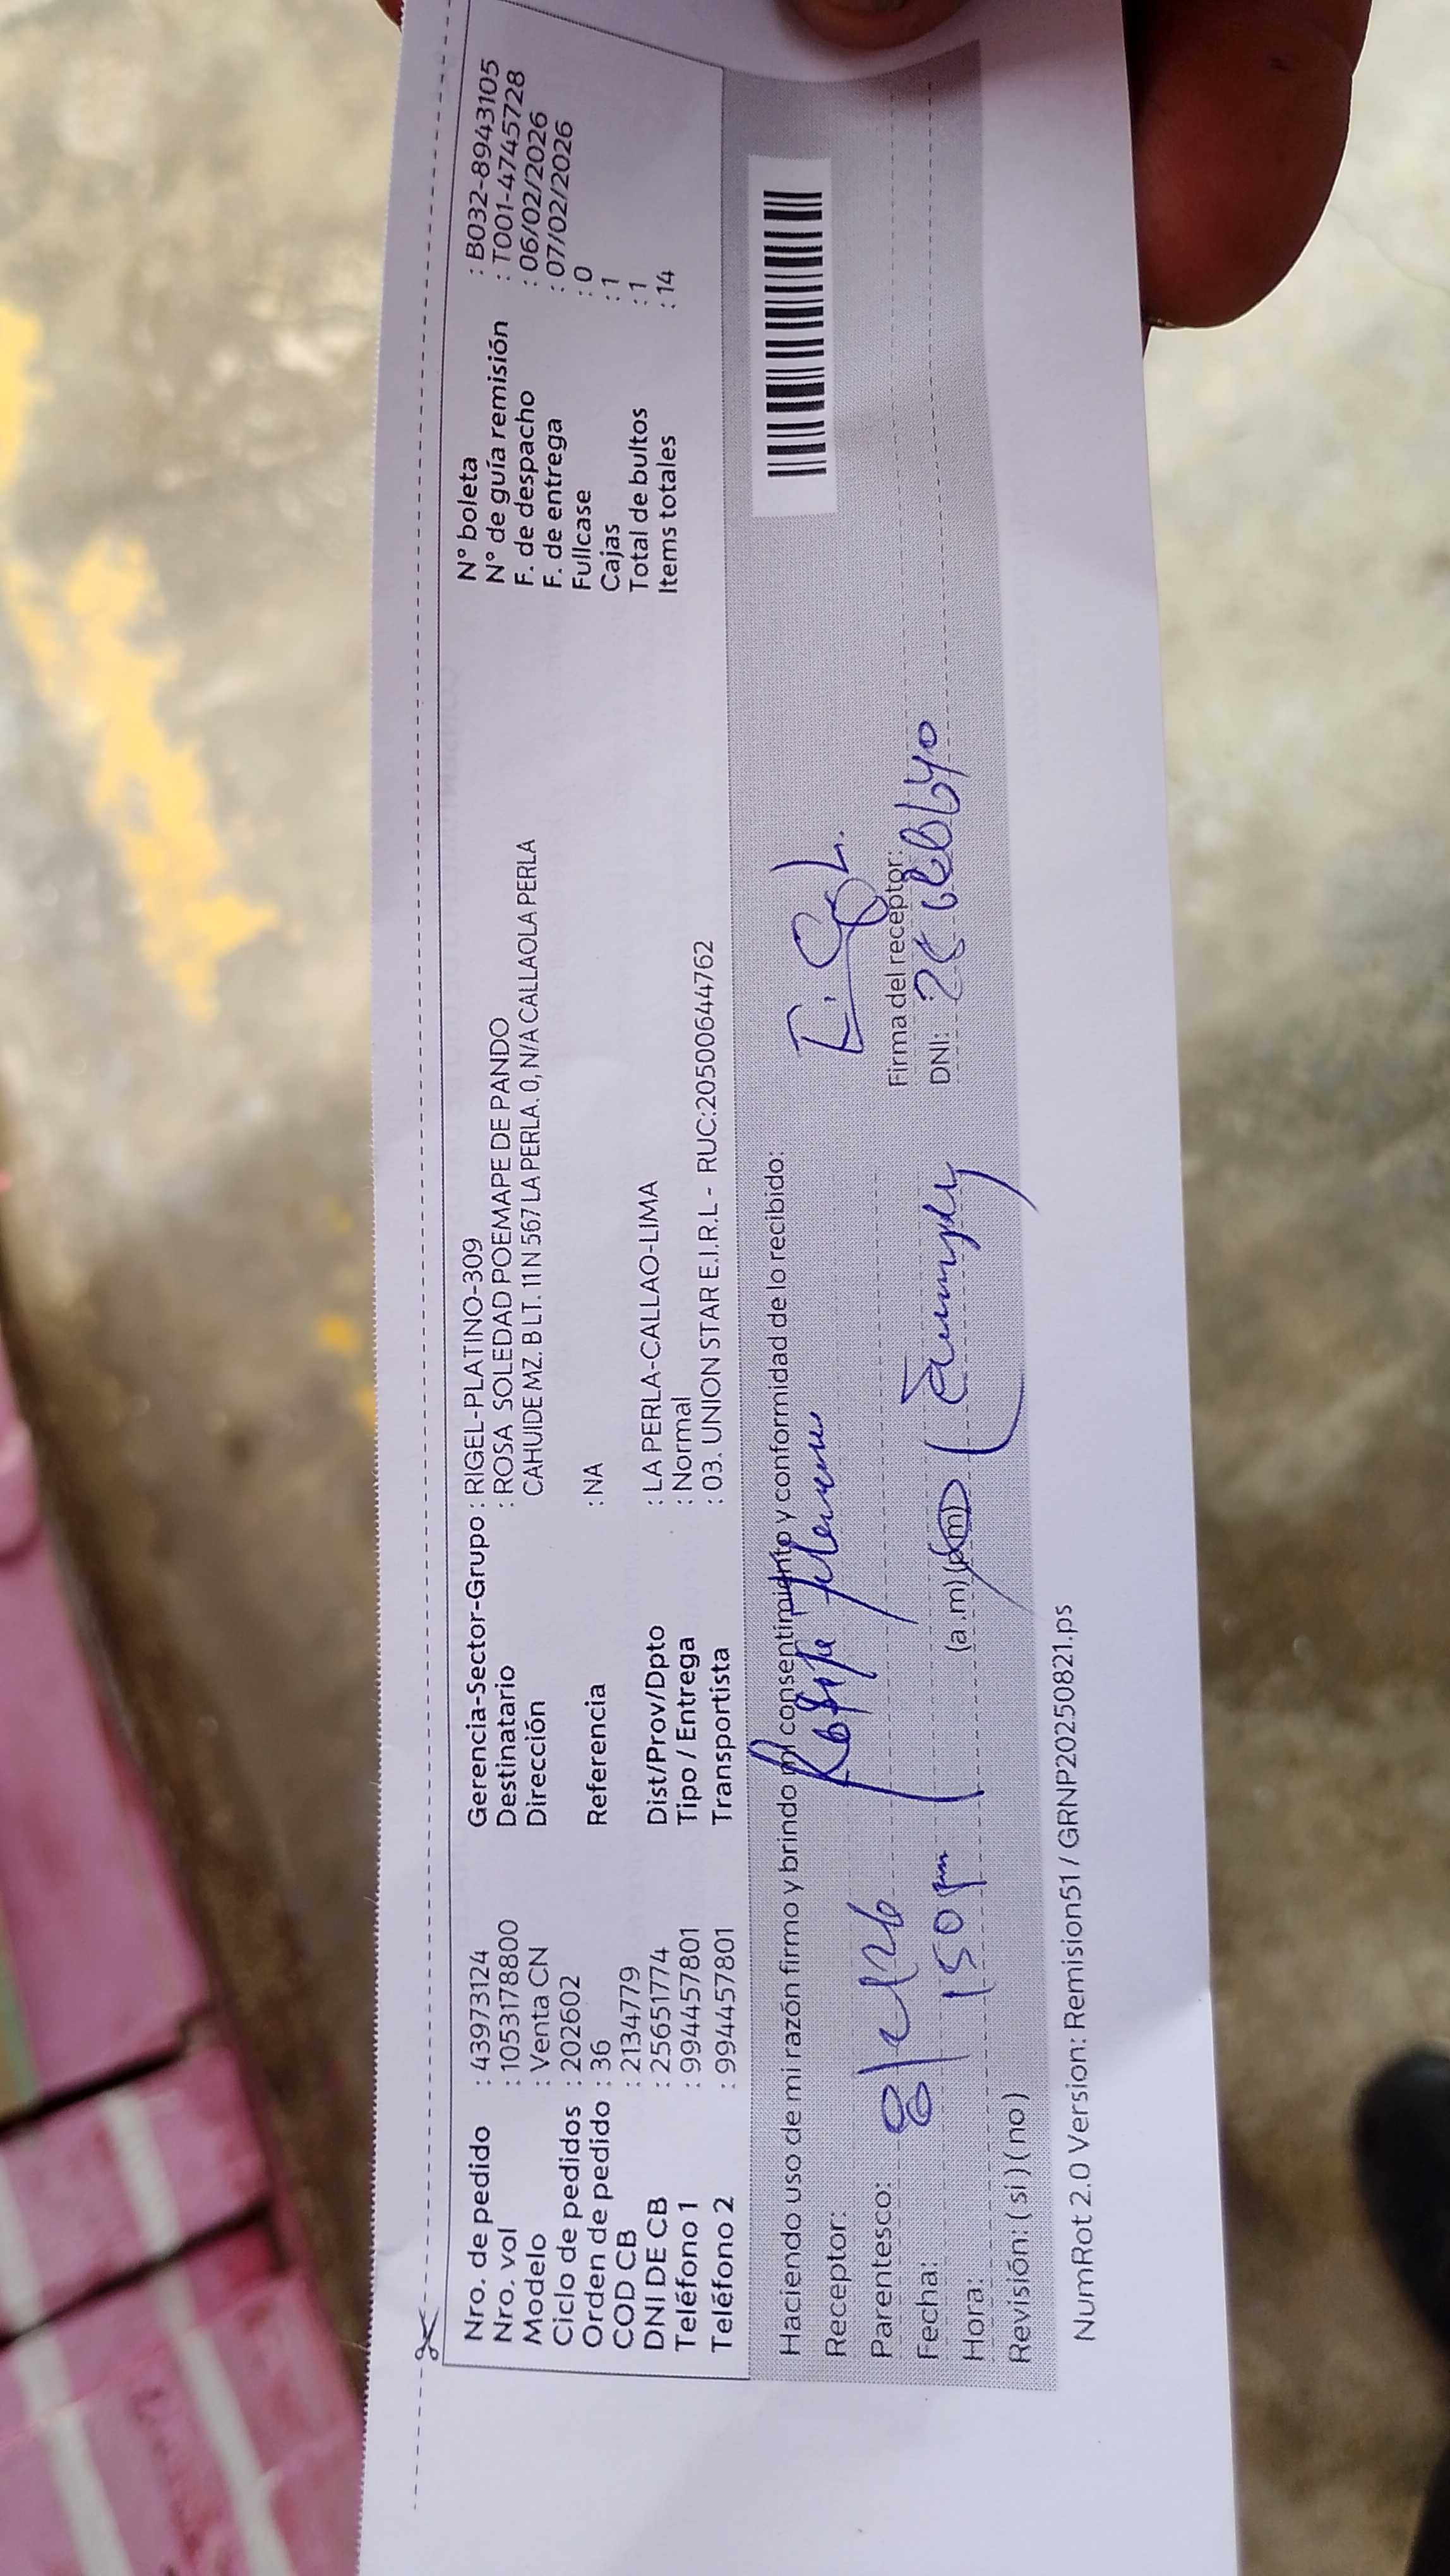 Nro. de pedido : 43973124
Nro. vol : 1053178800
Modelo : Venta CN
Ciclo de pedidos : 202602
Orden de pedido : 36
COD CB : 2134779
DNI DE CB : 25651774
Teléfono 1 : 994457801
Teléfono 2 : 994457801
Gerencia-Sector-Grupo : RIGEL-PLATINO-309
Destinatario : ROSA SOLEDAD POEMAPE DE PANDO
Dirección CAHUIDE MZ. B LT. 11 N 567 LA PERLA. 0, N/A CALLAOLA PERLA
Referencia : NA
Dist/Prov/Dpto : LA PERLA-CALLAO-LIMA
Tipo / Entrega : Normal
Transportista : 03. UNION STAR E.I.R.L - RUC:20500644762
N° boleta : B032-8943105
N° de guía remisión : T001-4745728
F. de despacho : 06/02/2026
F. de entrega : 07/02/2026
Fullcase : 0
Cajas : 1
Total de bultos : 1
Items totales : 14
Haciendo uso de mi razón firmo y brindo mi consentimiento y conformidad de lo recibido:
Receptor:
Parentesco:
Fecha: 8/2/26
Hora: 150 pm (a.m) (p.m)
Revisión: ( si ) ( no )
Firma del receptor:
DNI:
NumRot 2.0 Version: Remision51 / GRNP20250821.ps